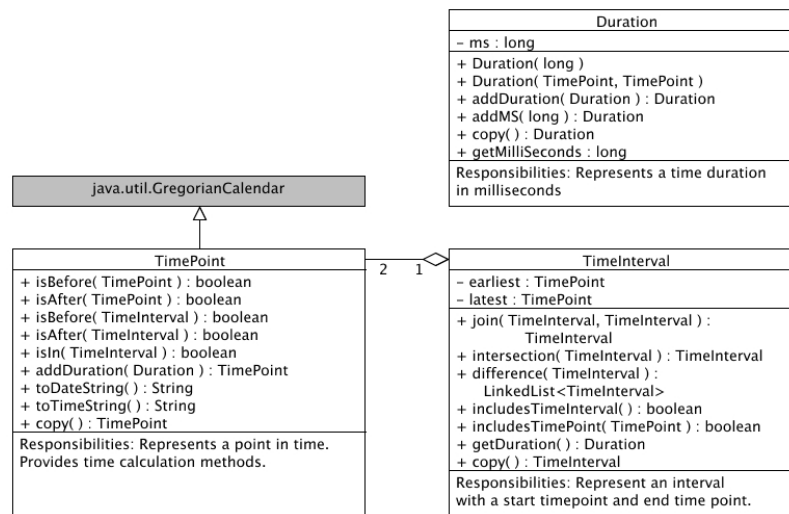 Duration
– ms : long
+ Duration( long )
+ Duration( TimePoint, TimePoint )
+ addDuration( Duration ) : Duration
+ addMS( long ) : Duration
+ copy( ) : Duration
+ getMilliSeconds : long
Responsibilities: Represents a time duration
in milliseconds
java.util.GregorianCalendar
TimePoint
+ isBefore( TimePoint ) : boolean
+ isAfter( TimePoint ) : boolean
+ isBefore( TimeInterval ) : boolean
+ isAfter( TimeInterval ) : boolean
+ isIn( TimeInterval ) : boolean
+ addDuration( Duration ) : TimePoint
+ toDateString( ) : String
+ toTimeString( ) : String
+ copy( ) : TimePoint
Responsibilities: Represents a point in time.
Provides time calculation methods.
2 1
TimeInterval
– earliest : TimePoint
– latest : TimePoint
+ join( TimeInterval, TimeInterval ) :
TimeInterval
+ intersection( TimeInterval ) : TimeInterval
+ difference( TimeInterval ) :
LinkedList<TimeInterval>
+ includesTimeInterval( ) : boolean
+ includesTimePoint( TimePoint ) : boolean
+ getDuration( ) : Duration
+ copy( ) : TimeInterval
Responsibilities: Represent an interval
with a start timepoint and end time point.